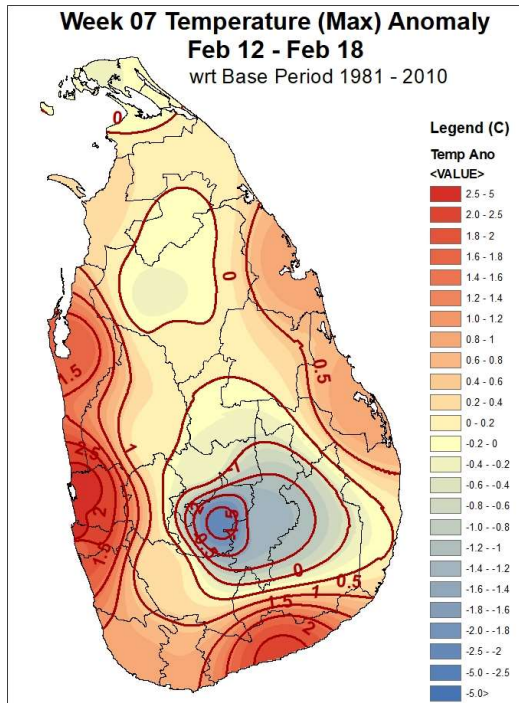 Week 07 Temperature (Max) Anomaly
Feb 12 - Feb 18
wrt Base Period 1981 - 2010
Legend (C)
Temp Ano
<VALUE>
2.5 - 5
2.0 - 2.5
1.8 - 2
1.6 - 1.8
1.4 - 1.6
1.2 - 1.4
1.0 - 1.2
0.8 - 1
0.6 - 0.8
0.4 - 0.6
0.2 - 0.4
0 - 0.2
-0.2 - 0
-0.4 - -0.2
-0.6 - -0.4
-0.8 - -0.6
-1.0 - -0.8
-1.2 - -1
-1.4 - -1.2
-1.6 - -1.4
-1.8 - -1.6
-2.0 - -1.8
-2.5 - -2
-5.0 - -2.5
-5.0>
0
0
0.5
1.5
1
2.5
-1
-2
2
1.5
0
0.5
1
1.5
2